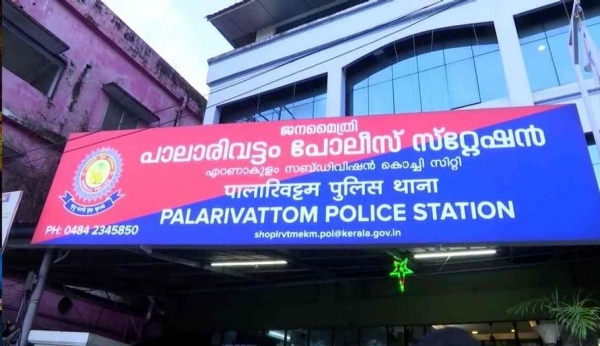 ജനമൈത്രി
പാലാരിവട്ടം പോലീസ് സ്റ്റേഷൻ
എറണാകുളം സബ്ഡിവിഷൻ കൊച്ചി സിറ്റി
पालारिवट्टम पुलिस थाना
PALARIVATTOM POLICE STATION
PH: 0484 2345850
shoplrvtmekm.pol@kerala.gov.in